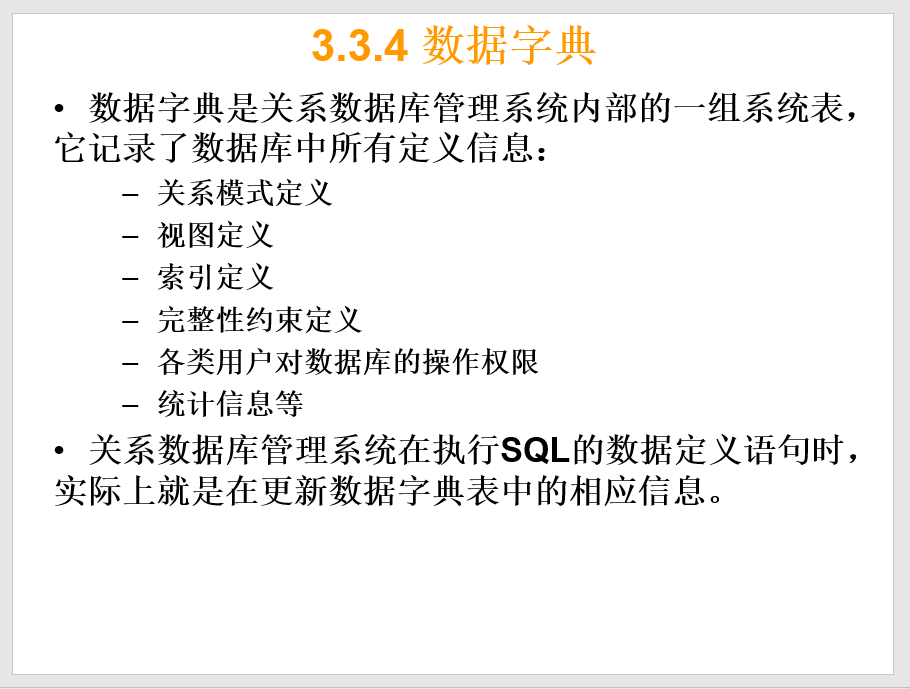 3.3.4 数据字典
• 数据字典是关系数据库管理系统内部的一组系统表，
它记录了数据库中所有定义信息：
– 关系模式定义
– 视图定义
– 索引定义
– 完整性约束定义
– 各类用户对数据库的操作权限
– 统计信息等
• 关系数据库管理系统在执行SQL的数据定义语句时，
实际上就是在更新数据字典表中的相应信息。